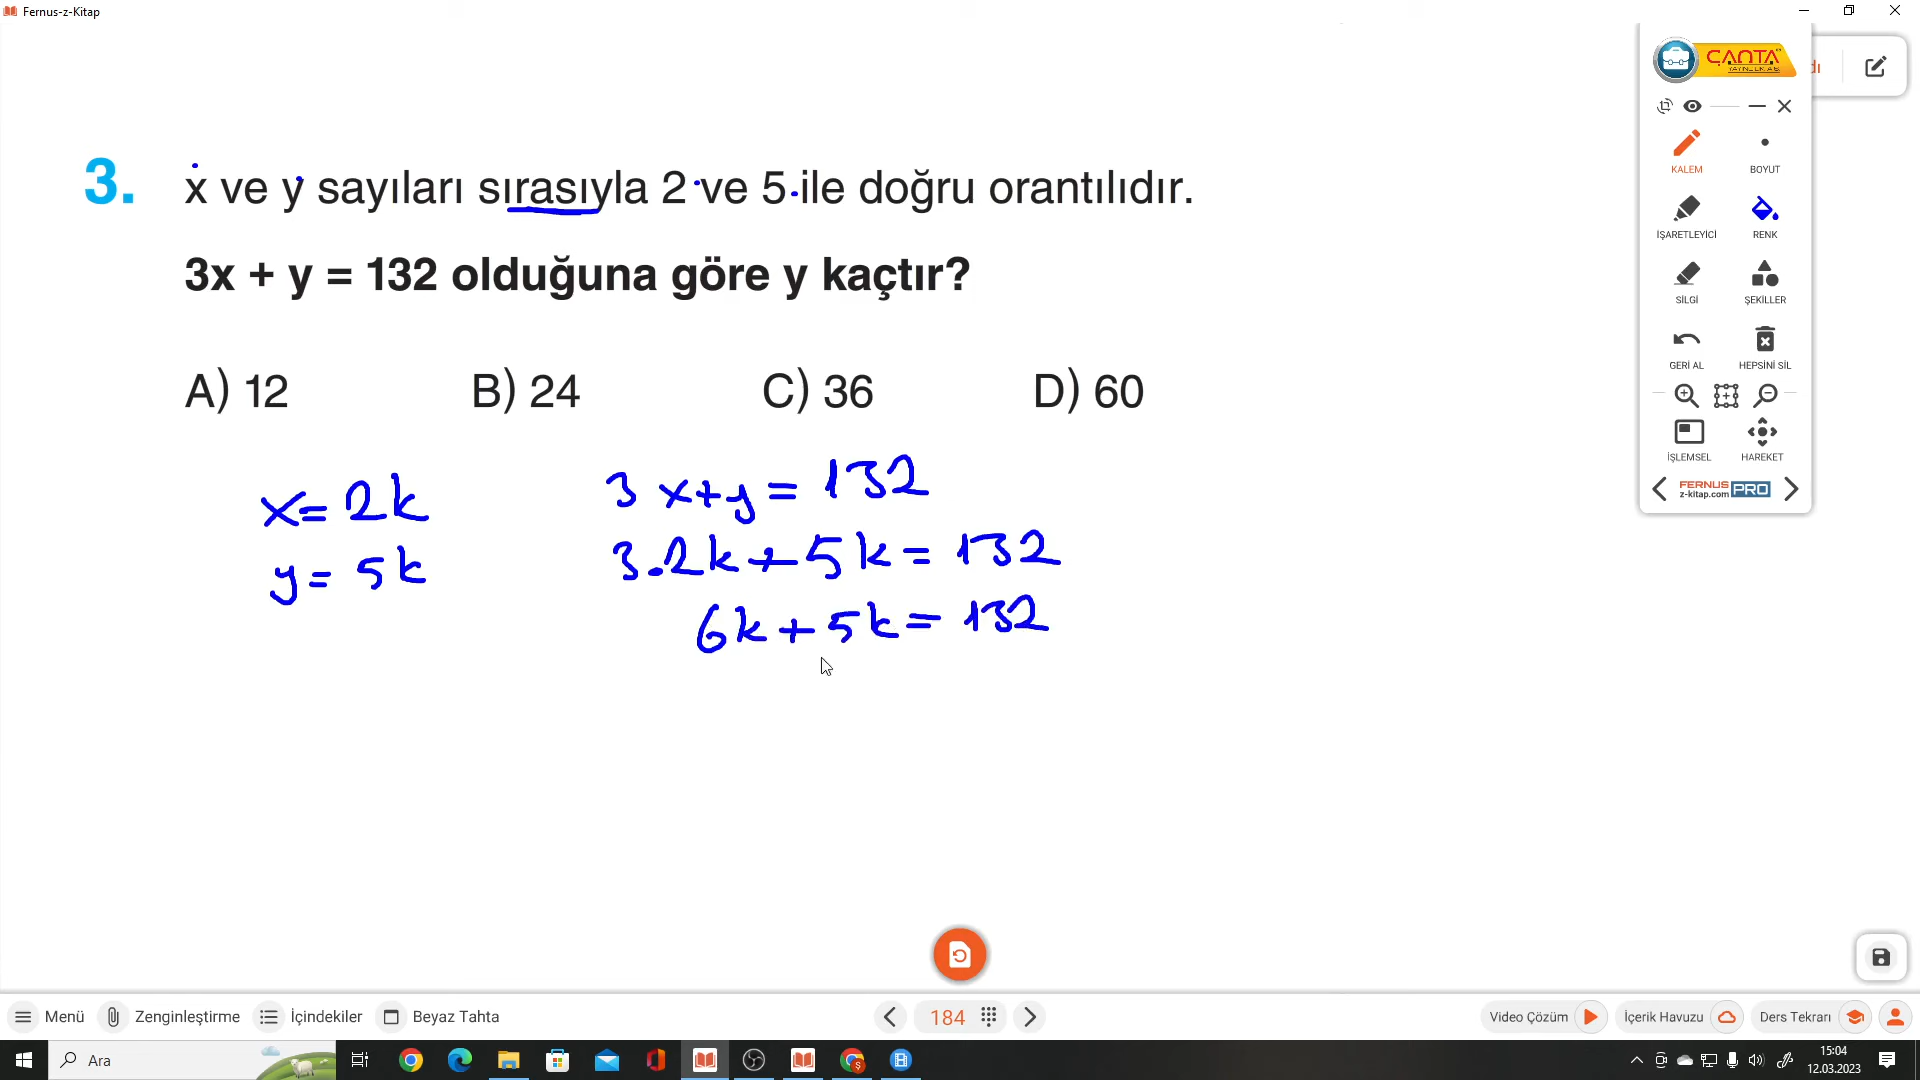 Fernus-z-Kitap
ÇANTA
YAYINLARI
3. x ve y sayıları sırasıyla 2 ve 5 ile doğru orantılıdır.
3x + y = 132 olduğuna göre y kaçtır?
A) 12 B) 24 C) 36 D) 60
x = 2k
y = 5k
3 x+y = 132
3.2k + 5k = 132
6k + 5k = 132
KALEM BOYUT
İŞARETLEYİCİ RENK
SİLGİ ŞEKİLLER
GERİ AL HEPSİNİ SİL
İŞLEMSEL HAREKET
FERNUS
z-kitap.com PRO
Menü Zenginleştirme İçindekiler Beyaz Tahta 184 Video Çözüm İçerik Havuzu Ders Tekrarı
Ara
15:04
12.03.2023